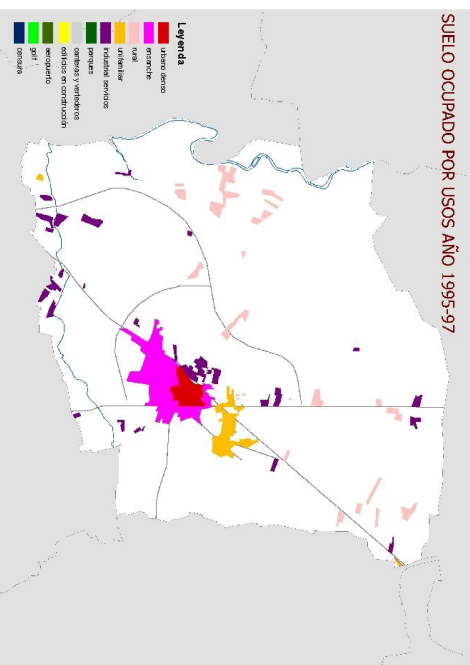 SUELO OCUPADO POR USOS AÑO 1995-97
Leyenda
urbano denso
ensanche
rural
unifamiliar
industrial servicios
parques
canteras y vertederos
edificios en construcción
aeropuerto
golf
censura